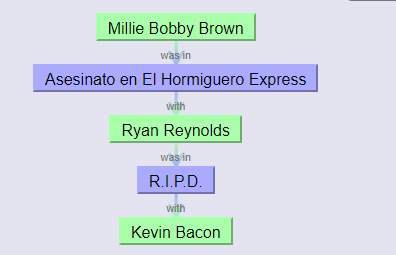 Millie Bobby Brown
was in
Asesinato en El Hormiguero Express
with
Ryan Reynolds
was in
R.I.P.D.
with
Kevin Bacon